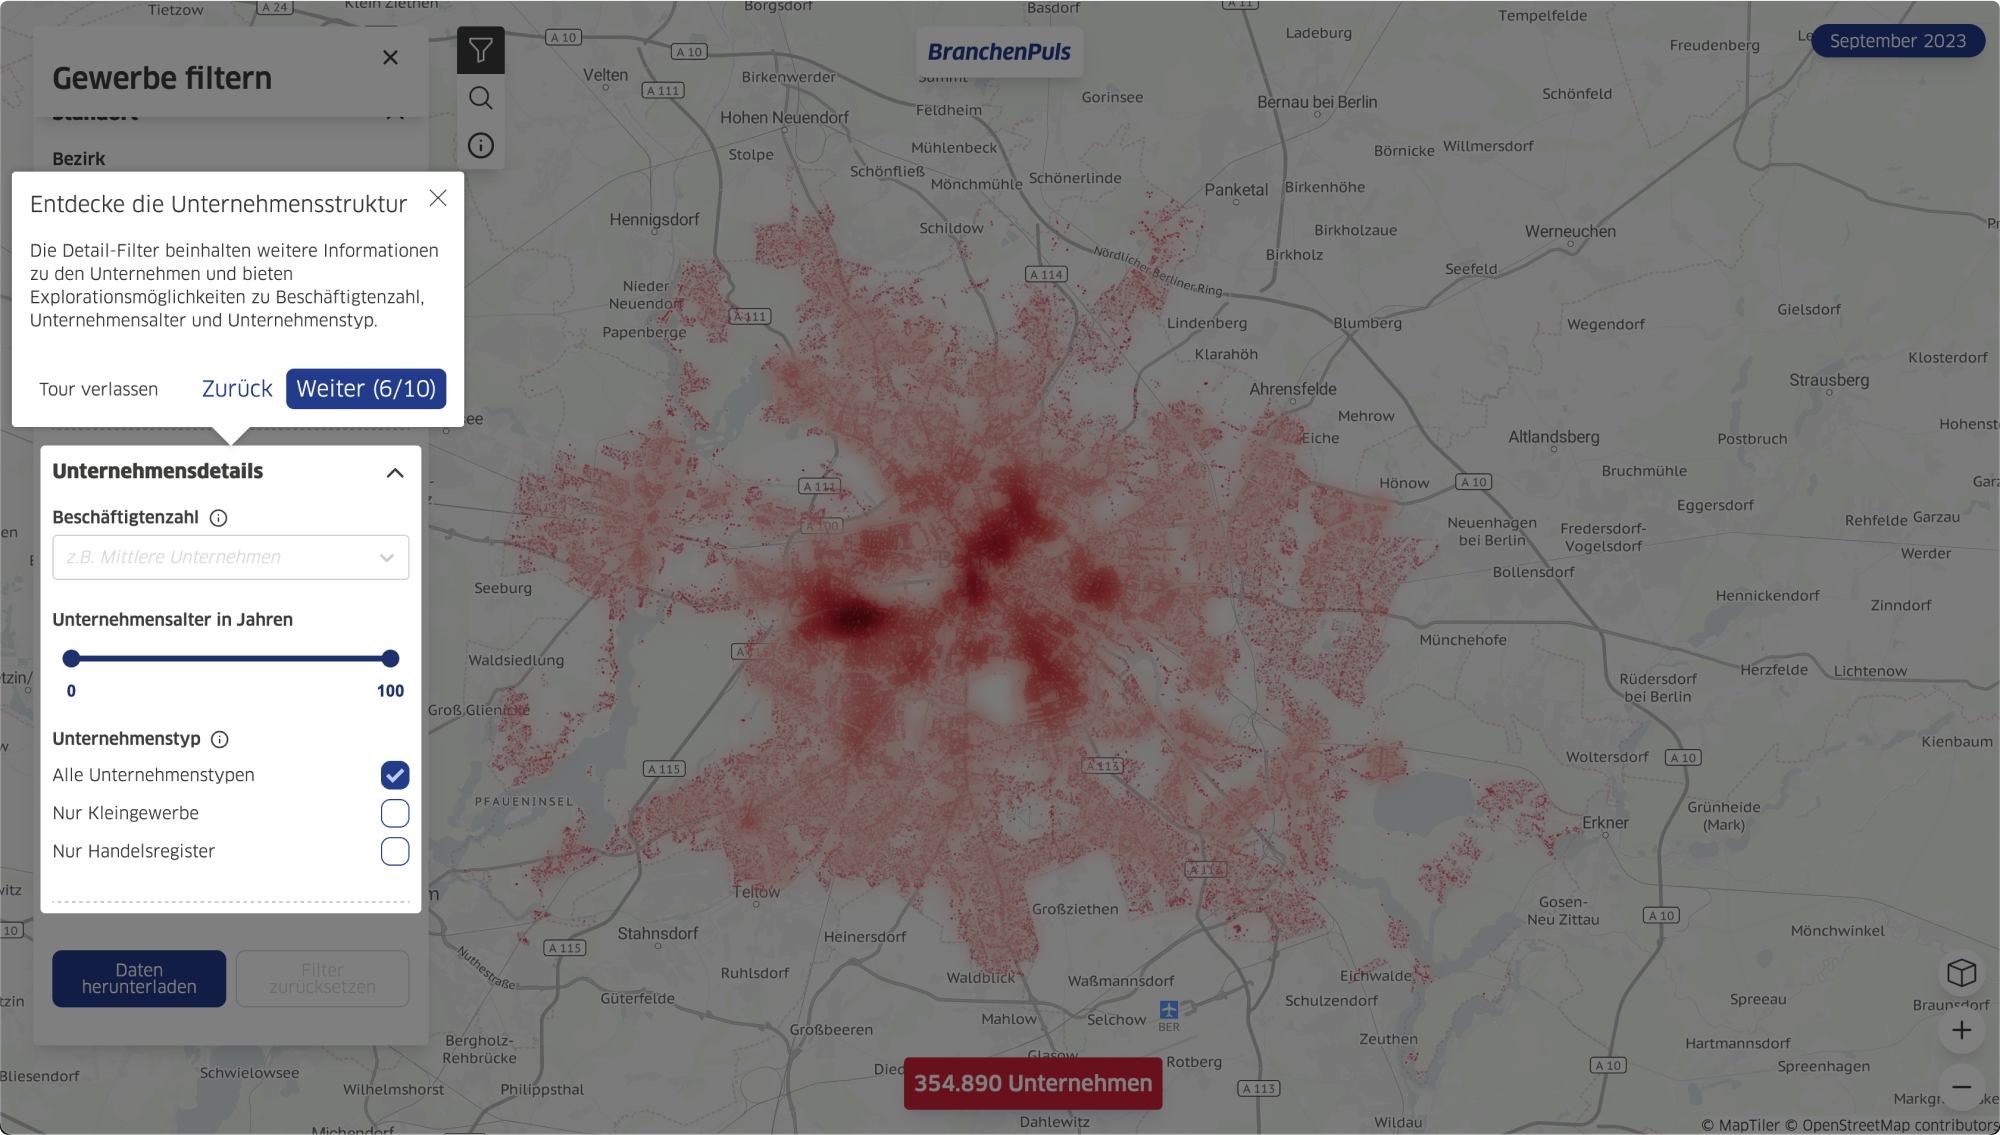 Gewerbe filtern
Standort
Bezirk
Entdecke die Unternehmensstruktur
Die Detail-Filter beinhalten weitere Informationen
zu den Unternehmen und bieten
Explorationsmöglichkeiten zu Beschäftigtenzahl,
Unternehmensalter und Unternehmenstyp.
Tour verlassen
Zurück
Weiter (6/10)
Unternehmensdetails
Beschäftigtenzahl
z.B. Mittlere Unternehmen
Unternehmensalter in Jahren
0
100
Unternehmenstyp
Alle Unternehmenstypen
Nur Kleingewerbe
Nur Handelsregister
Daten
herunterladen
Filter
zurücksetzen
BranchenPuls
September 2023
Tietzow
A 24
Klein Ziethen
Borgsdorf
Basdorf
A 11
Tempelfelde
A 10
A 10
Ladeburg
Freudenberg
Velten
A 111
Birkenwerder
Summt
Gorinsee
Bernau bei Berlin
Schönfeld
Hohen Neuendorf
Feldheim
Stolpe
Mühlenbeck
Börnicke
Willmersdorf
Schönfließ
Mönchmühle
Schönerlinde
Panketal
Birkenhöhe
Hennigsdorf
Schildow
Birkholzaue
Werneuchen
Nördlicher Berliner Ring
Birkholz
Seefeld
A 114
Nieder
Neuendorf
A 111
Papenberge
Lindenberg
Blumberg
Wegendorf
Gielsdorf
Klarahöh
Klosterdorf
Ahrensfelde
Strausberg
Mehrow
Eiche
Altlandsberg
Postbruch
Hohenst
Bruchmühle
A 111
Hönow
A 10
Eggersdorf
A 100
Neuenhagen
bei Berlin
Fredersdorf-
Vogelsdorf
Rehfelde
Garzau
Werder
Seeburg
Bollensdorf
Hennickendorf
Zinndorf
Münchehofe
Waldsiedlung
Herzfelde
Lichtenow
Rüdersdorf
bei Berlin
Groß Glienicke
Kienbaum
Woltersdorf
A 10
A 115
A 113
PFAUENINSEL
Grünheide
(Mark)
Erkner
Teltow
Großziethen
Gosen-
Neu Zittau
A 10
Stahnsdorf
Heinersdorf
Mönchwinkel
A 115
10
Nuthestraße
Ruhlsdorf
Waldblick
Waßmannsdorf
Eichwalde
Güterfelde
Schulzendorf
Spreeau
Braunsdorf
Mahlow
Selchow
BER
Großbeeren
Zeuthen
Hartmannsdorf
Bergholz-
Rehbrücke
Glasow
Rotberg
A 10
Spreenhagen
Bliesendorf
Schwielowsee
Wilhelmshorst
Philippsthal
354.890 Unternehmen
A 113
Dahlewitz
Wildau
Michendorf
© MapTiler © OpenStreetMap contributors